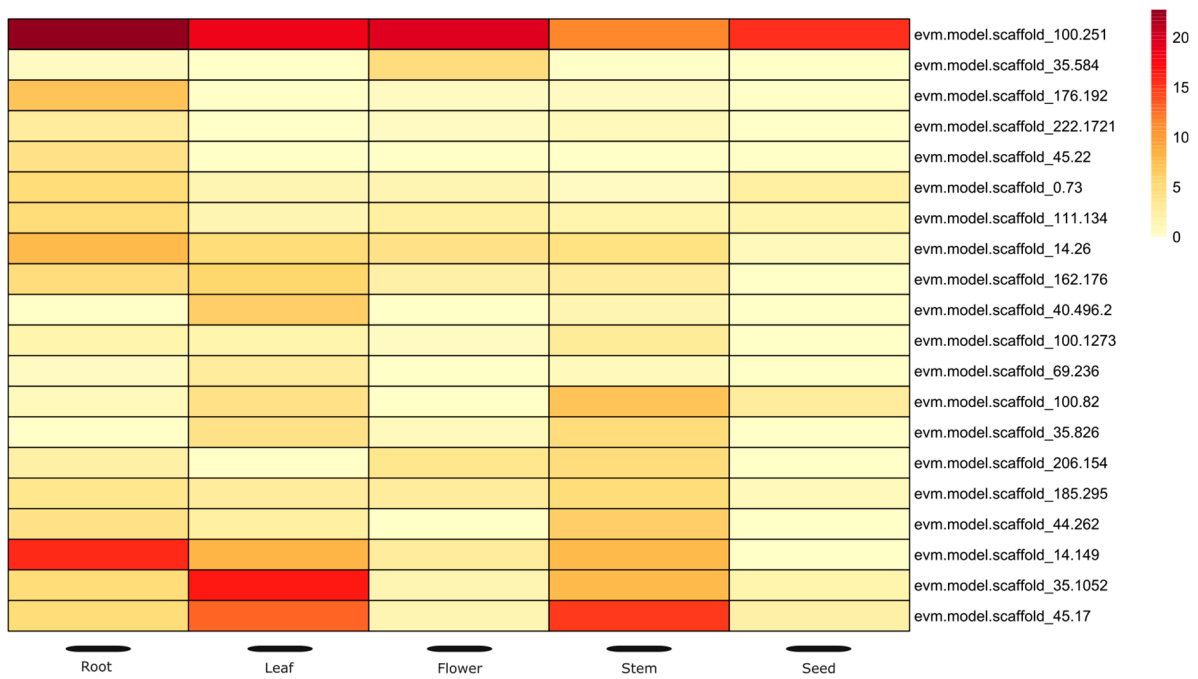 evm.model.scaffold_100.251
evm.model.scaffold_35.584
evm.model.scaffold_176.192
evm.model.scaffold_222.1721
evm.model.scaffold_45.22
evm.model.scaffold_0.73
evm.model.scaffold_111.134
evm.model.scaffold_14.26
evm.model.scaffold_162.176
evm.model.scaffold_40.496.2
evm.model.scaffold_100.1273
evm.model.scaffold_69.236
evm.model.scaffold_100.82
evm.model.scaffold_35.826
evm.model.scaffold_206.154
evm.model.scaffold_185.295
evm.model.scaffold_44.262
evm.model.scaffold_14.149
evm.model.scaffold_35.1052
evm.model.scaffold_45.17
20
15
10
5
0
Root Leaf Flower Stem Seed